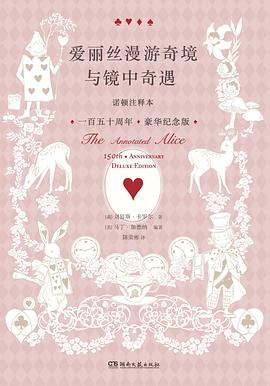 爱丽丝漫游奇境
与镜中奇遇
诺顿注释本
一百五十周年 · 豪华纪念版
The Annotated Alice
150th · Anniversary
Deluxe Edition
[英] 刘易斯·卡罗尔 著
[美] 马丁·加德纳 编著
陈荣彬 译
湖南文艺出版社